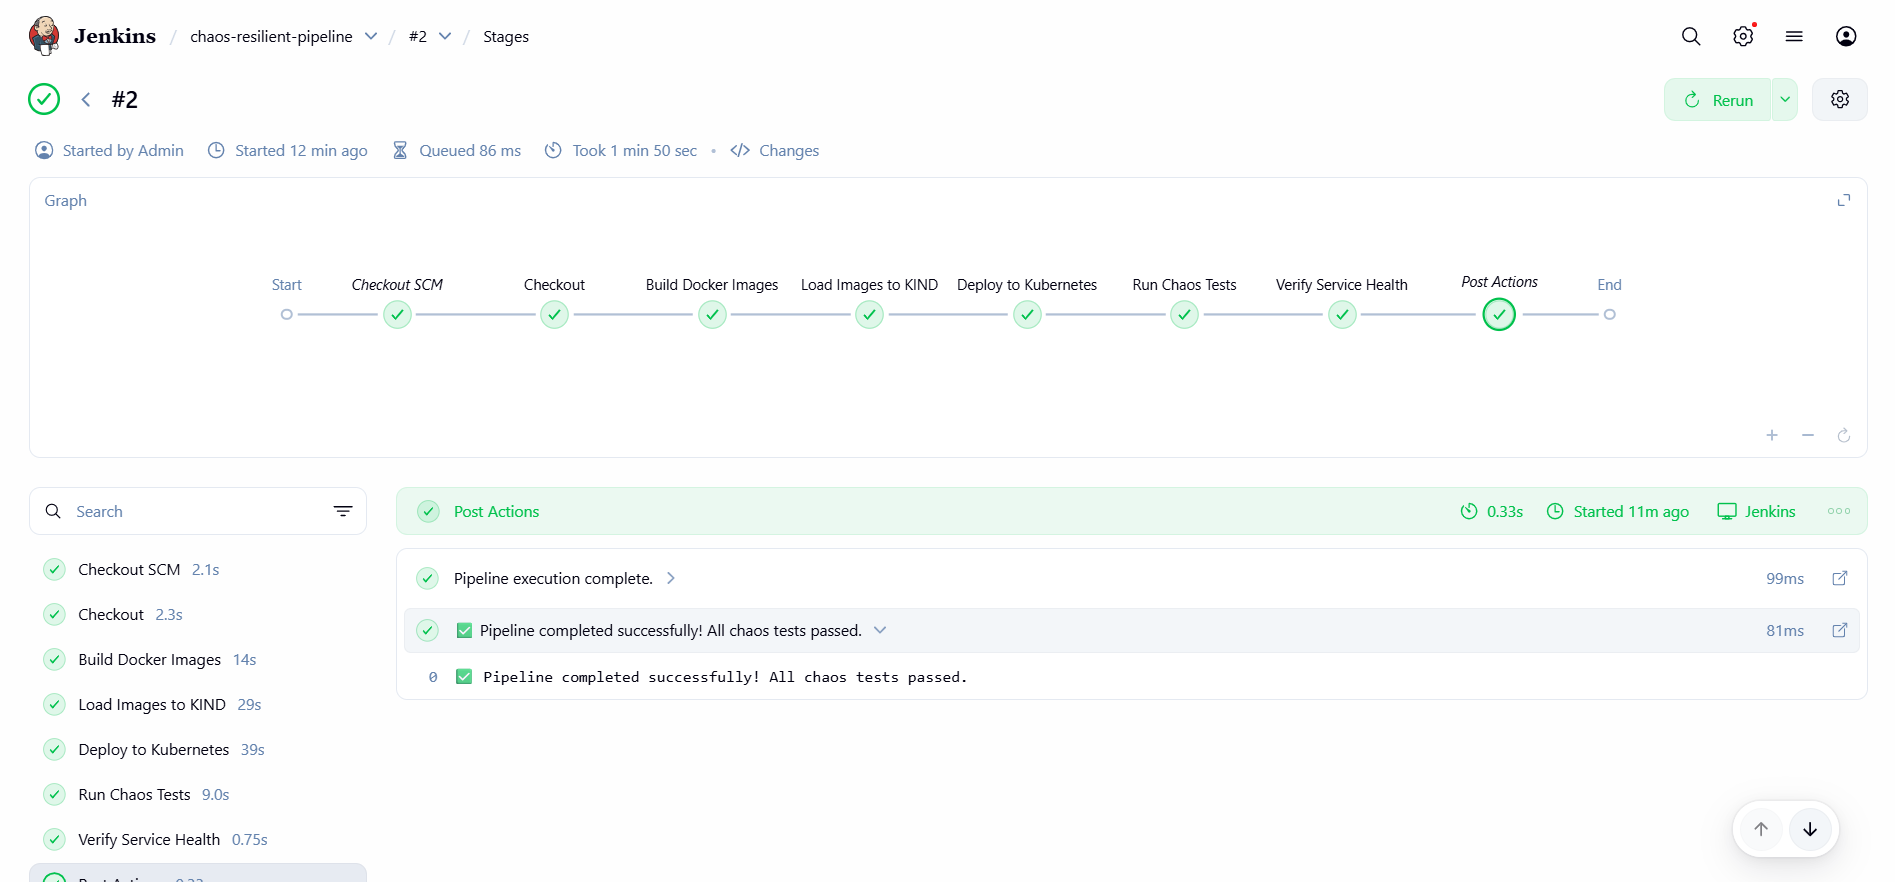 Jenkins / chaos-resilient-pipeline / #2 / Stages
#2
Rerun
Started by Admin Started 12 min ago Queued 86 ms Took 1 min 50 sec • Changes
Graph
Start Checkout SCM Checkout Build Docker Images Load Images to KIND Deploy to Kubernetes Run Chaos Tests Verify Service Health Post Actions End
Search
Post Actions 0.33s Started 11m ago Jenkins
Checkout SCM 2.1s
Checkout 2.3s
Build Docker Images 14s
Load Images to KIND 29s
Deploy to Kubernetes 39s
Run Chaos Tests 9.0s
Verify Service Health 0.75s
Pipeline execution complete. 99ms
✅ Pipeline completed successfully! All chaos tests passed. 81ms
0 ✅ Pipeline completed successfully! All chaos tests passed.